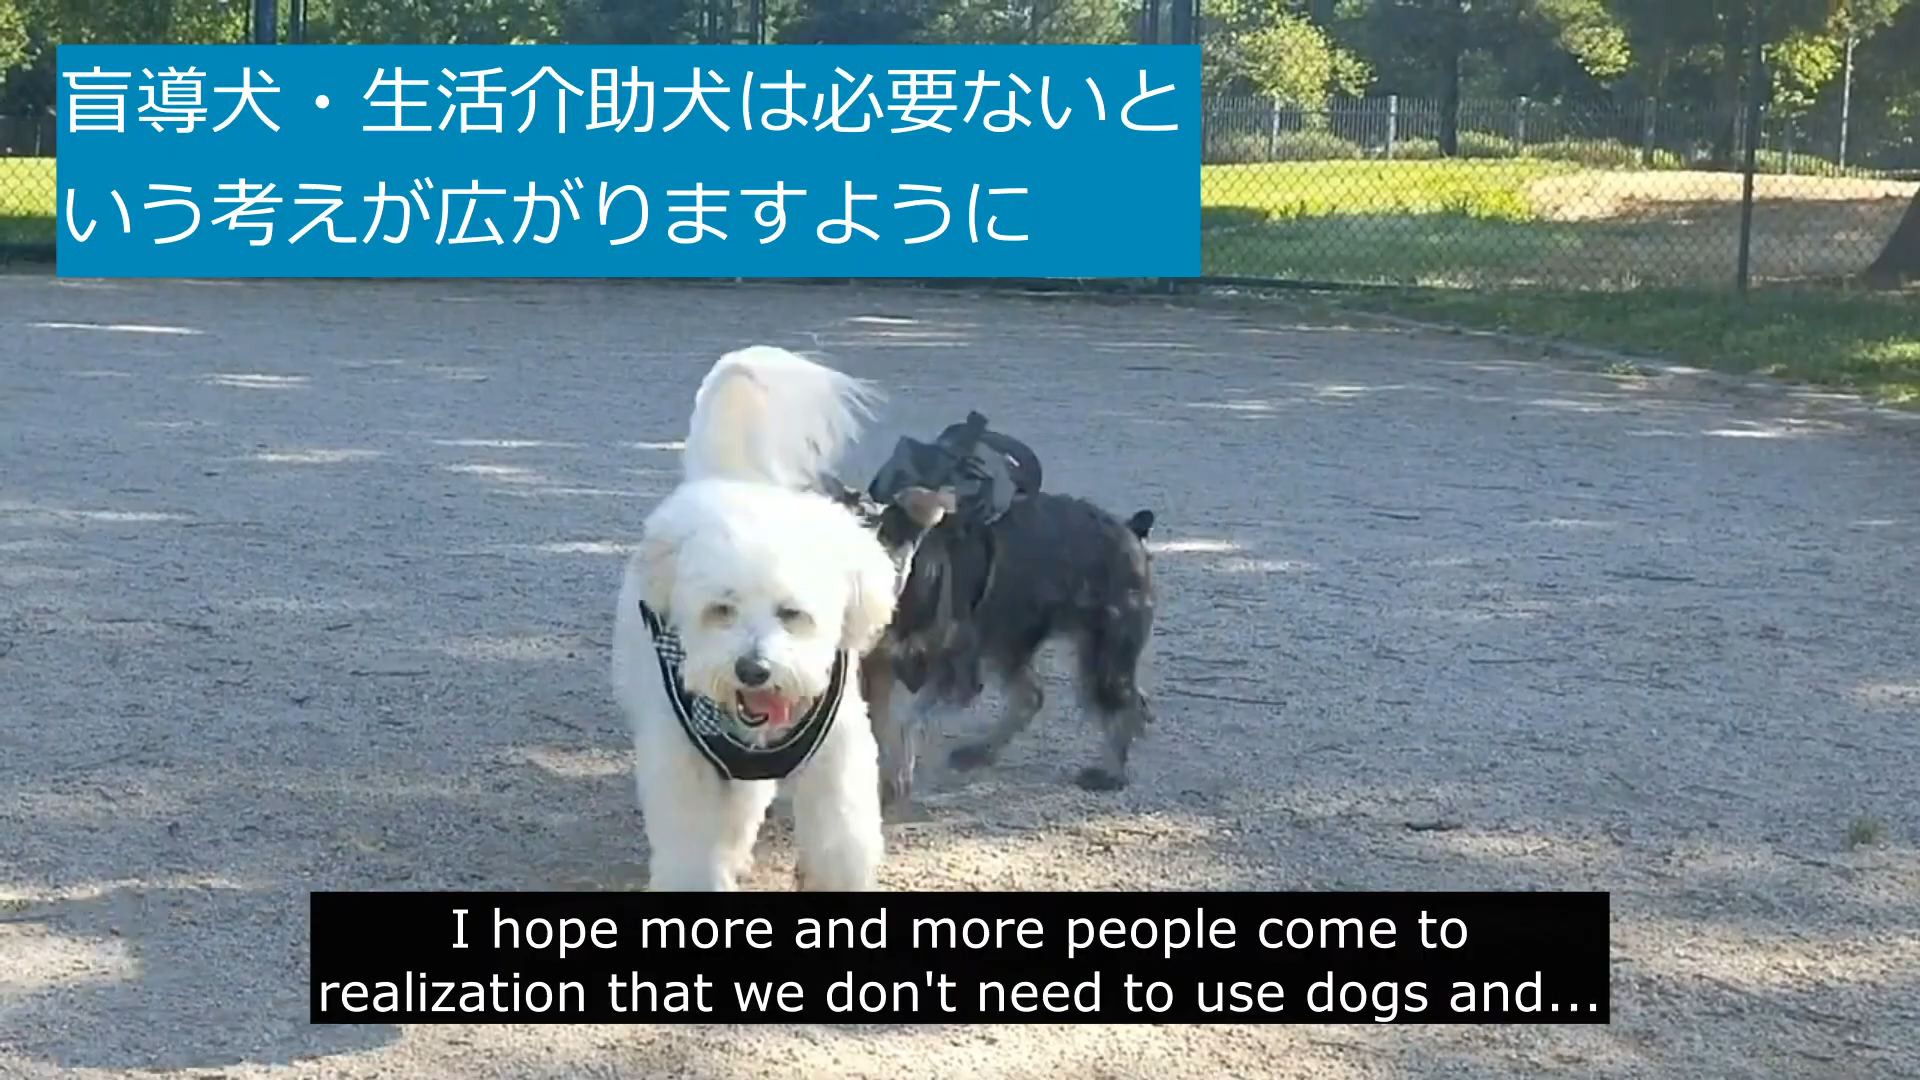 盲導犬・生活介助犬は必要ないと
いう考えが広がりますように
I hope more and more people come to
realization that we don't need to use dogs and...